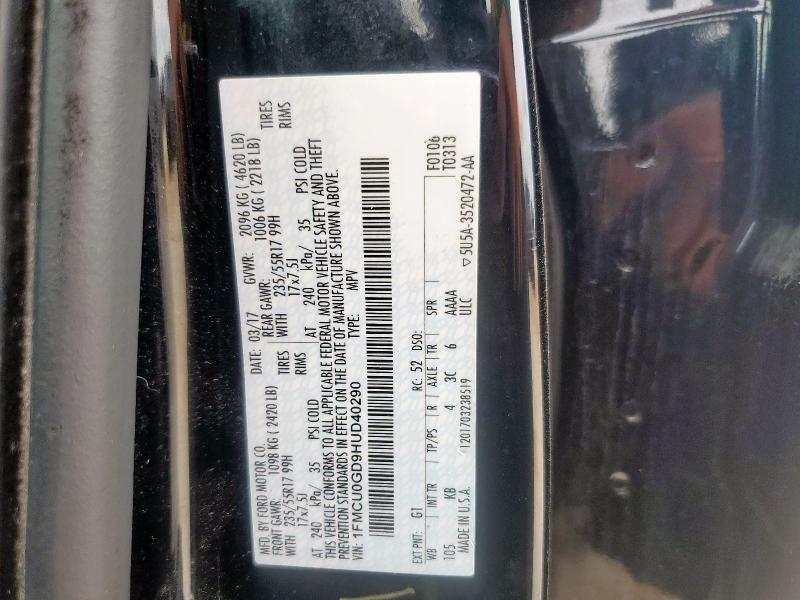 MFD. BY FORD MOTOR CO.
DATE: 03/17 GVWR: 2096 KG ( 4620 LB)
FRONT GAWR: 1098 KG ( 2420 LB) REAR GAWR: 1006 KG ( 2218 LB)
WITH 235/55R17 99H TIRES WITH 235/55R17 99H TIRES
17x7.5J RIMS 17x7.5J RIMS
AT 240 kPa/ 35 PSI COLD AT 240 kPa/ 35 PSI COLD
THIS VEHICLE CONFORMS TO ALL APPLICABLE FEDERAL MOTOR VEHICLE SAFETY AND THEFT
PREVENTION STANDARDS IN EFFECT ON THE DATE OF MANUFACTURE SHOWN ABOVE.
VIN: 1FMCU0GD9HUD40290 TYPE: MPV
EXT PNT: G1 RC: 52 DSO: F0106
WB INT TR TP/PS R AXLE TR SPR T0313
105 KB 4 3C 6 AAAA
MADE IN U.S.A. 1201703238519 ULC ▽5U5A-3520472-AA